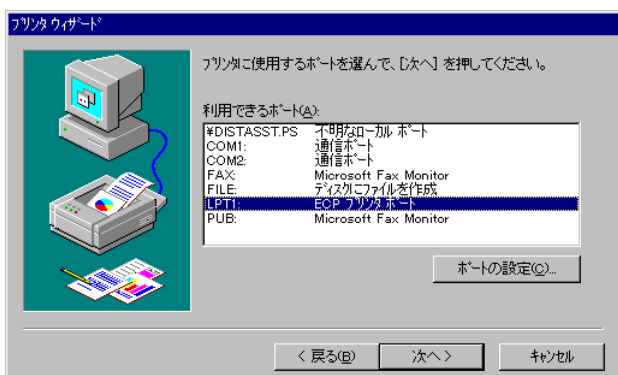 プリンタ ウィザード
プリンタに使用するポートを選んで、[次へ] を押してください。
利用できるポート(A):
¥DISTASST.PS 不明なローカル ポート
COM1: 通信ポート
COM2: 通信ポート
FAX: Microsoft Fax Monitor
FILE: ディスクにファイルを作成
LPT1: ECP プリンタ ポート
PUB: Microsoft Fax Monitor
ポートの設定(C)...
< 戻る(B) 次へ > キャンセル